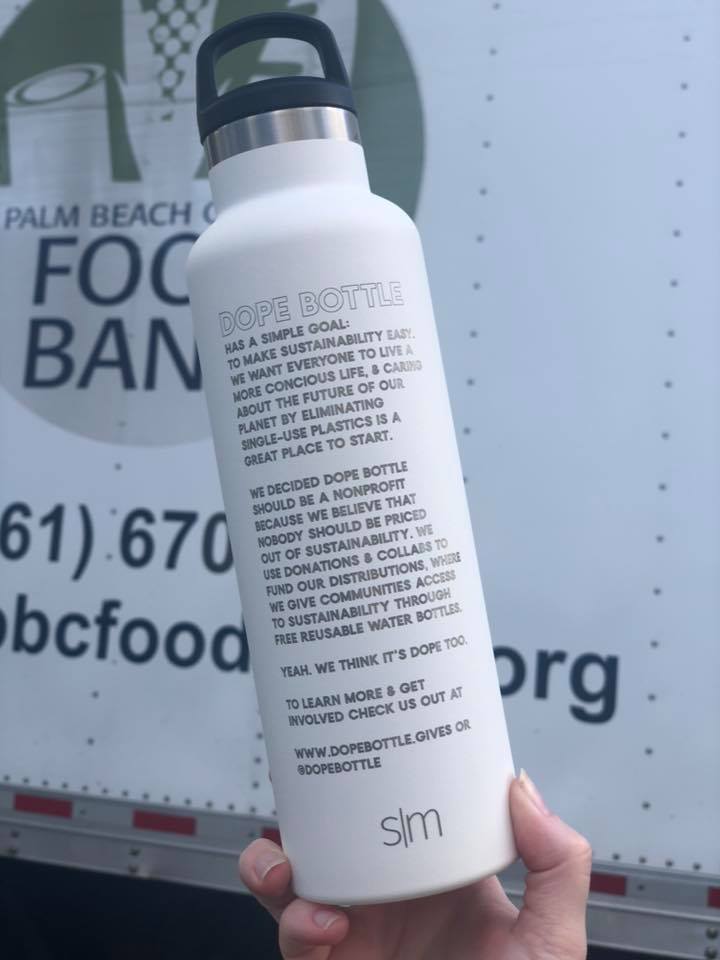 PALM BEACH
FOO
BAN
61) 670
bcfood
org
DOPE BOTTLE
HAS A SIMPLE GOAL:
TO MAKE SUSTAINABILITY EASY.
WE WANT EVERYONE TO LIVE A
MORE CONCIOUS LIFE, & CARING
ABOUT THE FUTURE OF OUR
PLANET BY ELIMINATING
SINGLE-USE PLASTICS IS A
GREAT PLACE TO START.
WE DECIDED DOPE BOTTLE
SHOULD BE A NONPROFIT
BECAUSE WE BELIEVE THAT
NOBODY SHOULD BE PRICED
OUT OF SUSTAINABILITY. WE
USE DONATIONS & COLLABS TO
FUND OUR DISTRIBUTIONS, WHERE
WE GIVE COMMUNITIES ACCESS
TO SUSTAINABILITY THROUGH
FREE REUSABLE WATER BOTTLES.
YEAH. WE THINK IT'S DOPE TOO.
TO LEARN MORE & GET
INVOLVED CHECK US OUT AT
WWW.DOPEBOTTLE.GIVES OR
@DOPEBOTTLE
slm